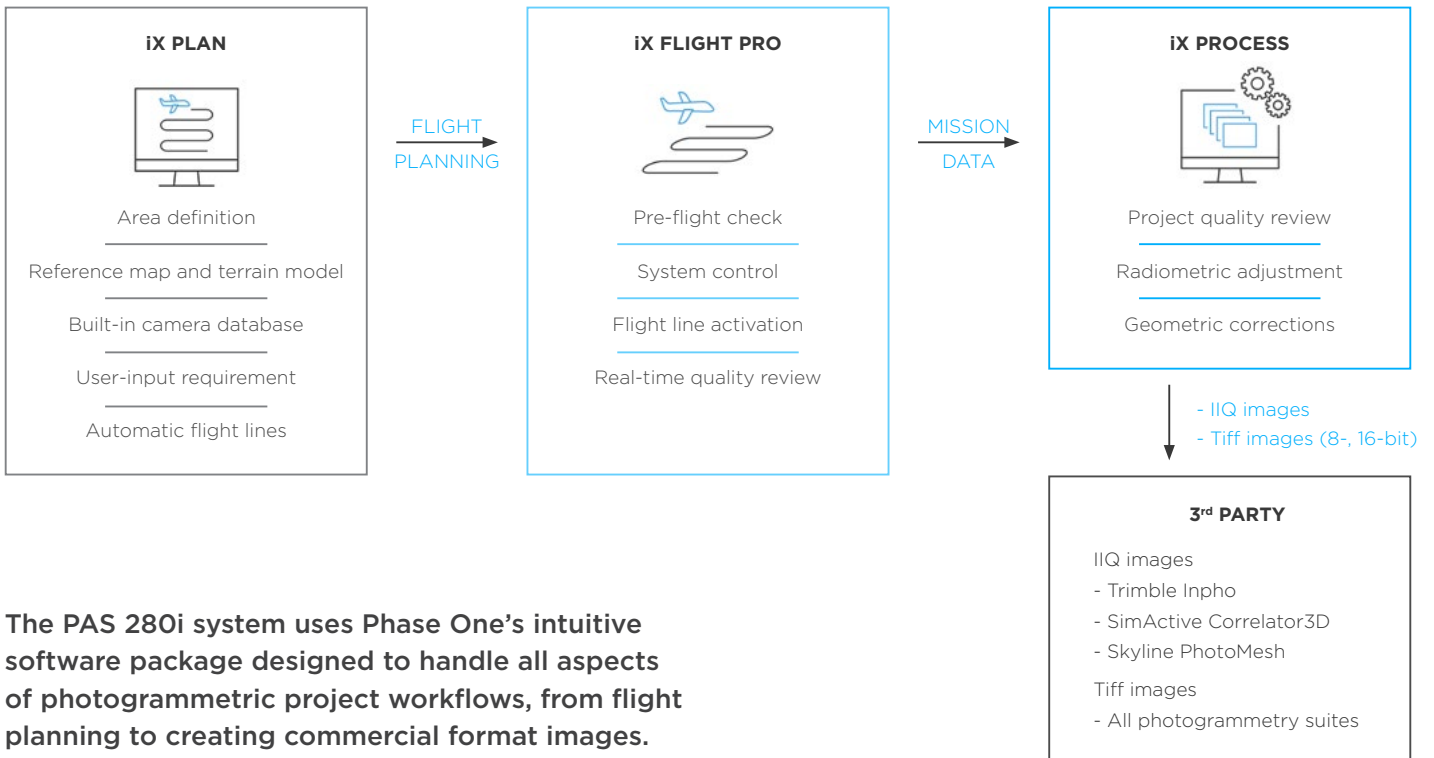 iX PLAN
Area definition
Reference map and terrain model
Built-in camera database
User-input requirement
Automatic flight lines
FLIGHT
PLANNING
iX FLIGHT PRO
Pre-flight check
System control
Flight line activation
Real-time quality review
MISSION
DATA
iX PROCESS
Project quality review
Radiometric adjustment
Geometric corrections
- IIQ images
- Tiff images (8-, 16-bit)
3rd PARTY
IIQ images
- Trimble Inpho
- SimActive Correlator3D
- Skyline PhotoMesh
Tiff images
- All photogrammetry suites
The PAS 280i system uses Phase One’s intuitive
software package designed to handle all aspects
of photogrammetric project workflows, from flight
planning to creating commercial format images.